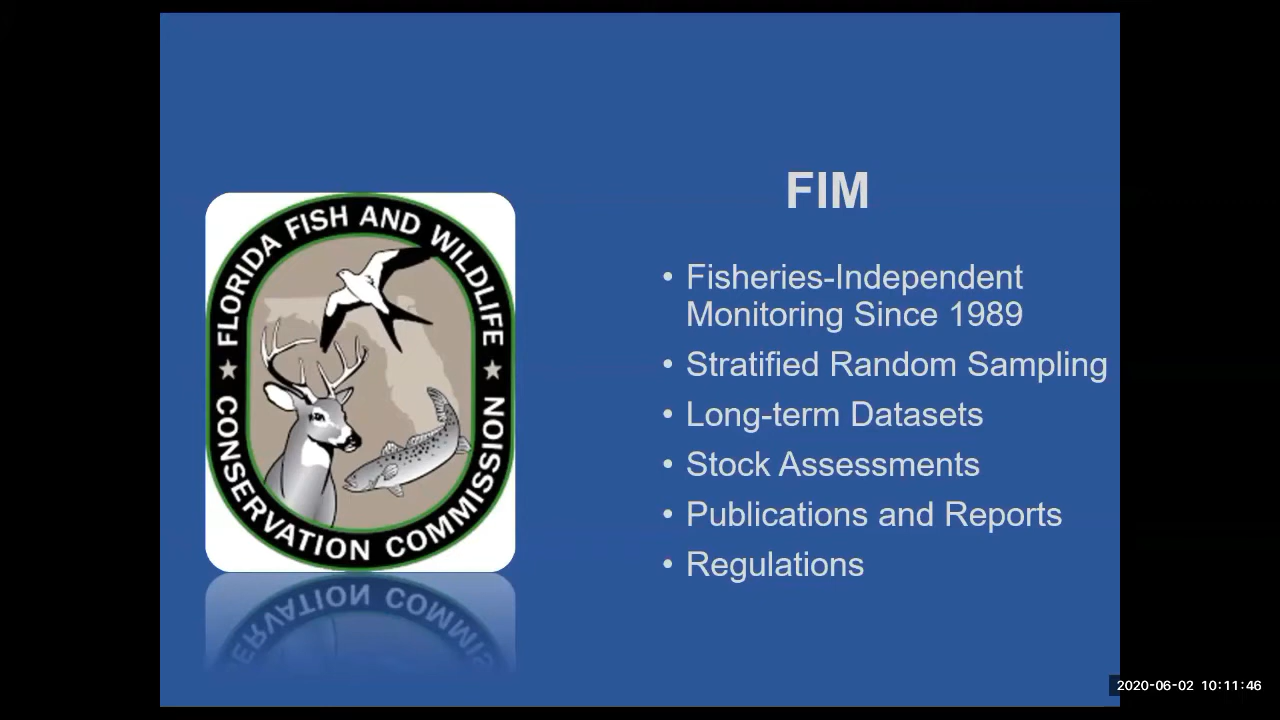 FIM
FLORIDA FISH AND WILDLIFE
CONSERVATION COMMISSION
• Fisheries-Independent
Monitoring Since 1989
• Stratified Random Sampling
• Long-term Datasets
• Stock Assessments
• Publications and Reports
• Regulations
2020-06-02 10:11:46